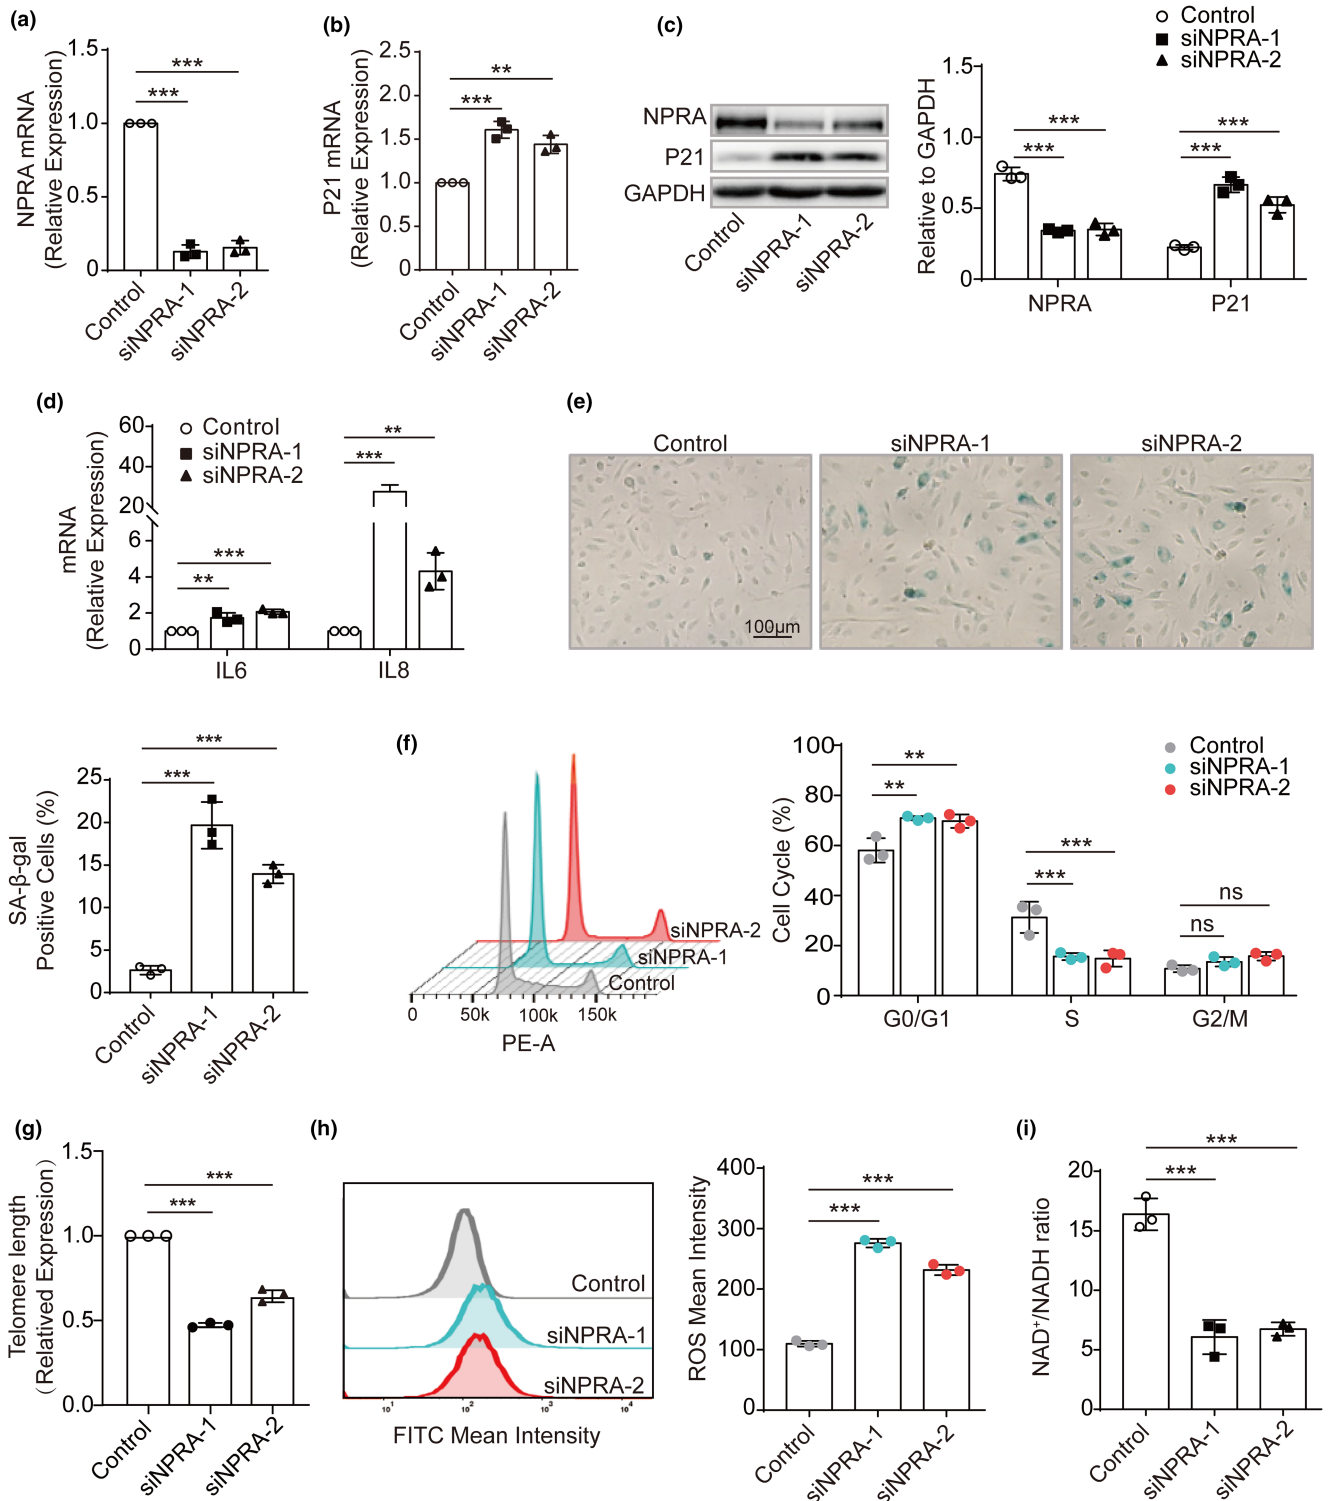 (a)
NPRA mRNA
(Relative Expression)
1.5
1.0
0.5
0
***
***
Control
siNPRA-1
siNPRA-2
(b)
P21 mRNA
(Relative Expression)
2.5
2.0
1.5
1.0
0.5
0
**
***
Control
siNPRA-1
siNPRA-2
(c)
NPRA
P21
GAPDH
Control
siNPRA-1
siNPRA-2
Control
siNPRA-1
siNPRA-2
Relative to GAPDH
1.5
1.0
0.5
0
***
***
***
***
NPRA
P21
(d)
mRNA
(Relative Expression)
60
40
20
6
4
2
0
Control
siNPRA-1
siNPRA-2
***
**
**
***
IL6
IL8
(e)
Control
siNPRA-1
siNPRA-2
100μm
SA-β-gal
Positive Cells (%)
25
20
15
10
5
0
***
***
Control
siNPRA-1
siNPRA-2
(f)
siNPRA-2
siNPRA-1
Control
0
50k
100k
150k
PE-A
Cell Cycle (%)
100
80
60
40
20
0
Control
siNPRA-1
siNPRA-2
**
**
***
***
ns
ns
G0/G1
S
G2/M
(g)
Telomere length
(Relatived Expression)
1.5
1.0
0.5
0.0
***
***
Control
siNPRA-1
siNPRA-2
(h)
Control
siNPRA-1
siNPRA-2
10¹
10²
10³
10⁴
FITC Mean Intensity
ROS Mean Intensity
400
300
200
100
0
***
***
Control
siNPRA-1
siNPRA-2
(i)
NAD⁺/NADH ratio
20
15
10
5
0
***
***
Control
siNPRA-1
siNPRA-2